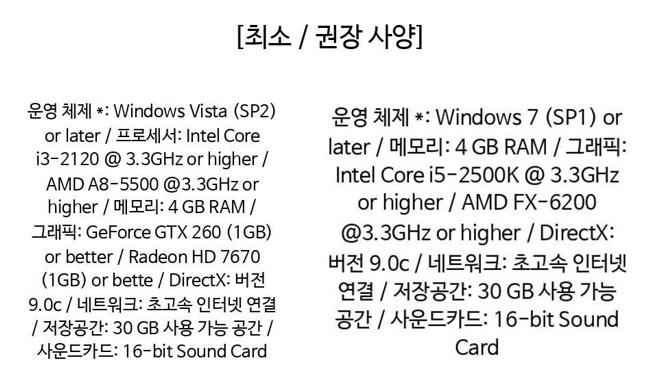 [최소 / 권장 사양]
운영 체제 *: Windows Vista (SP2)
or later / 프로세서: Intel Core
i3-2120 @ 3.3GHz or higher /
AMD A8-5500 @3.3GHz or
higher / 메모리: 4 GB RAM /
그래픽: GeForce GTX 260 (1GB)
or better / Radeon HD 7670
(1GB) or bette / DirectX: 버전
9.0c / 네트워크: 초고속 인터넷 연결
/ 저장공간: 30 GB 사용 가능 공간 /
사운드카드: 16-bit Sound Card
운영 체제 *: Windows 7 (SP1) or
later / 메모리: 4 GB RAM / 그래픽:
Intel Core i5-2500K @ 3.3GHz
or higher / AMD FX-6200
@3.3GHz or higher / DirectX:
버전 9.0c / 네트워크: 초고속 인터넷
연결 / 저장공간: 30 GB 사용 가능
공간 / 사운드카드: 16-bit Sound
Card